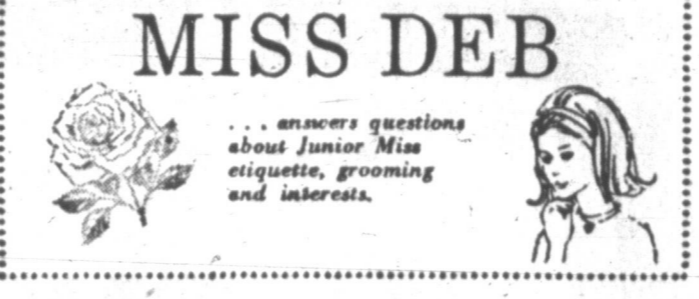 MISS DEB
. . . answers questions
about Junior Miss
etiquette, grooming
and interests.